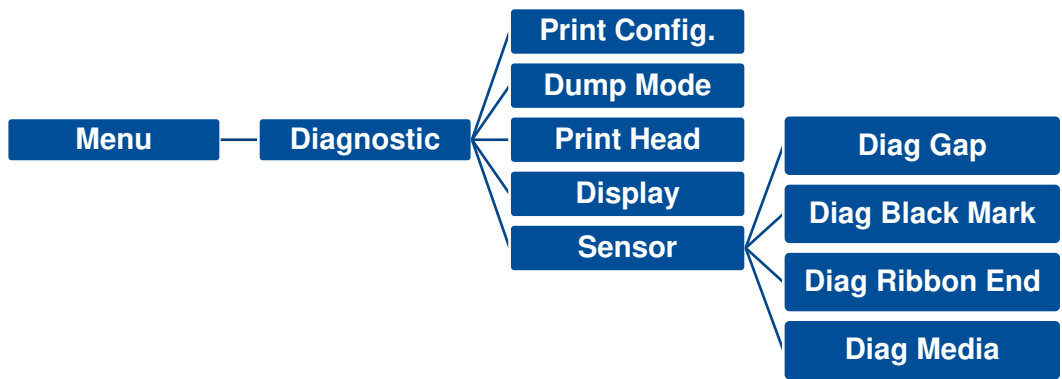 Menu
Diagnostic
Print Config.
Dump Mode
Print Head
Display
Sensor
Diag Gap
Diag Black Mark
Diag Ribbon End
Diag Media